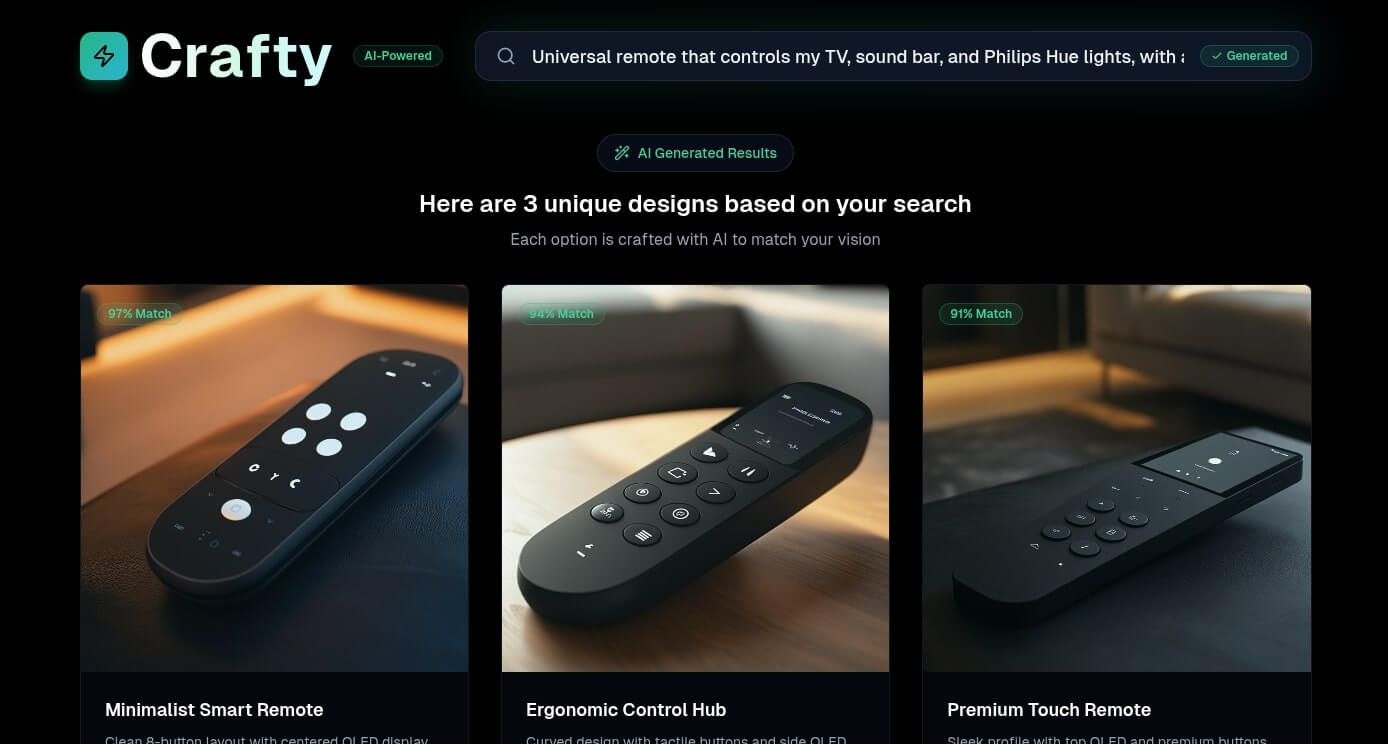 Crafty
AI-Powered
Universal remote that controls my TV, sound bar, and Philips Hue lights, with
Generated
AI Generated Results
Here are 3 unique designs based on your search
Each option is crafted with AI to match your vision
97% Match
94% Match
91% Match
Minimalist Smart Remote
Ergonomic Control Hub
Premium Touch Remote
Clean 8-button layout with centered OLED display
Curved design with tactile buttons and side OLED
Sleek profile with top OLED and premium buttons